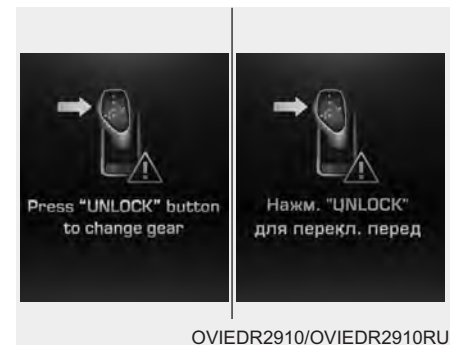 Press “UNLOCK” button
to change gear
Нажм. "UNLOCK"
для перекл. перед
OVIEDR2910/OVIEDR2910RU